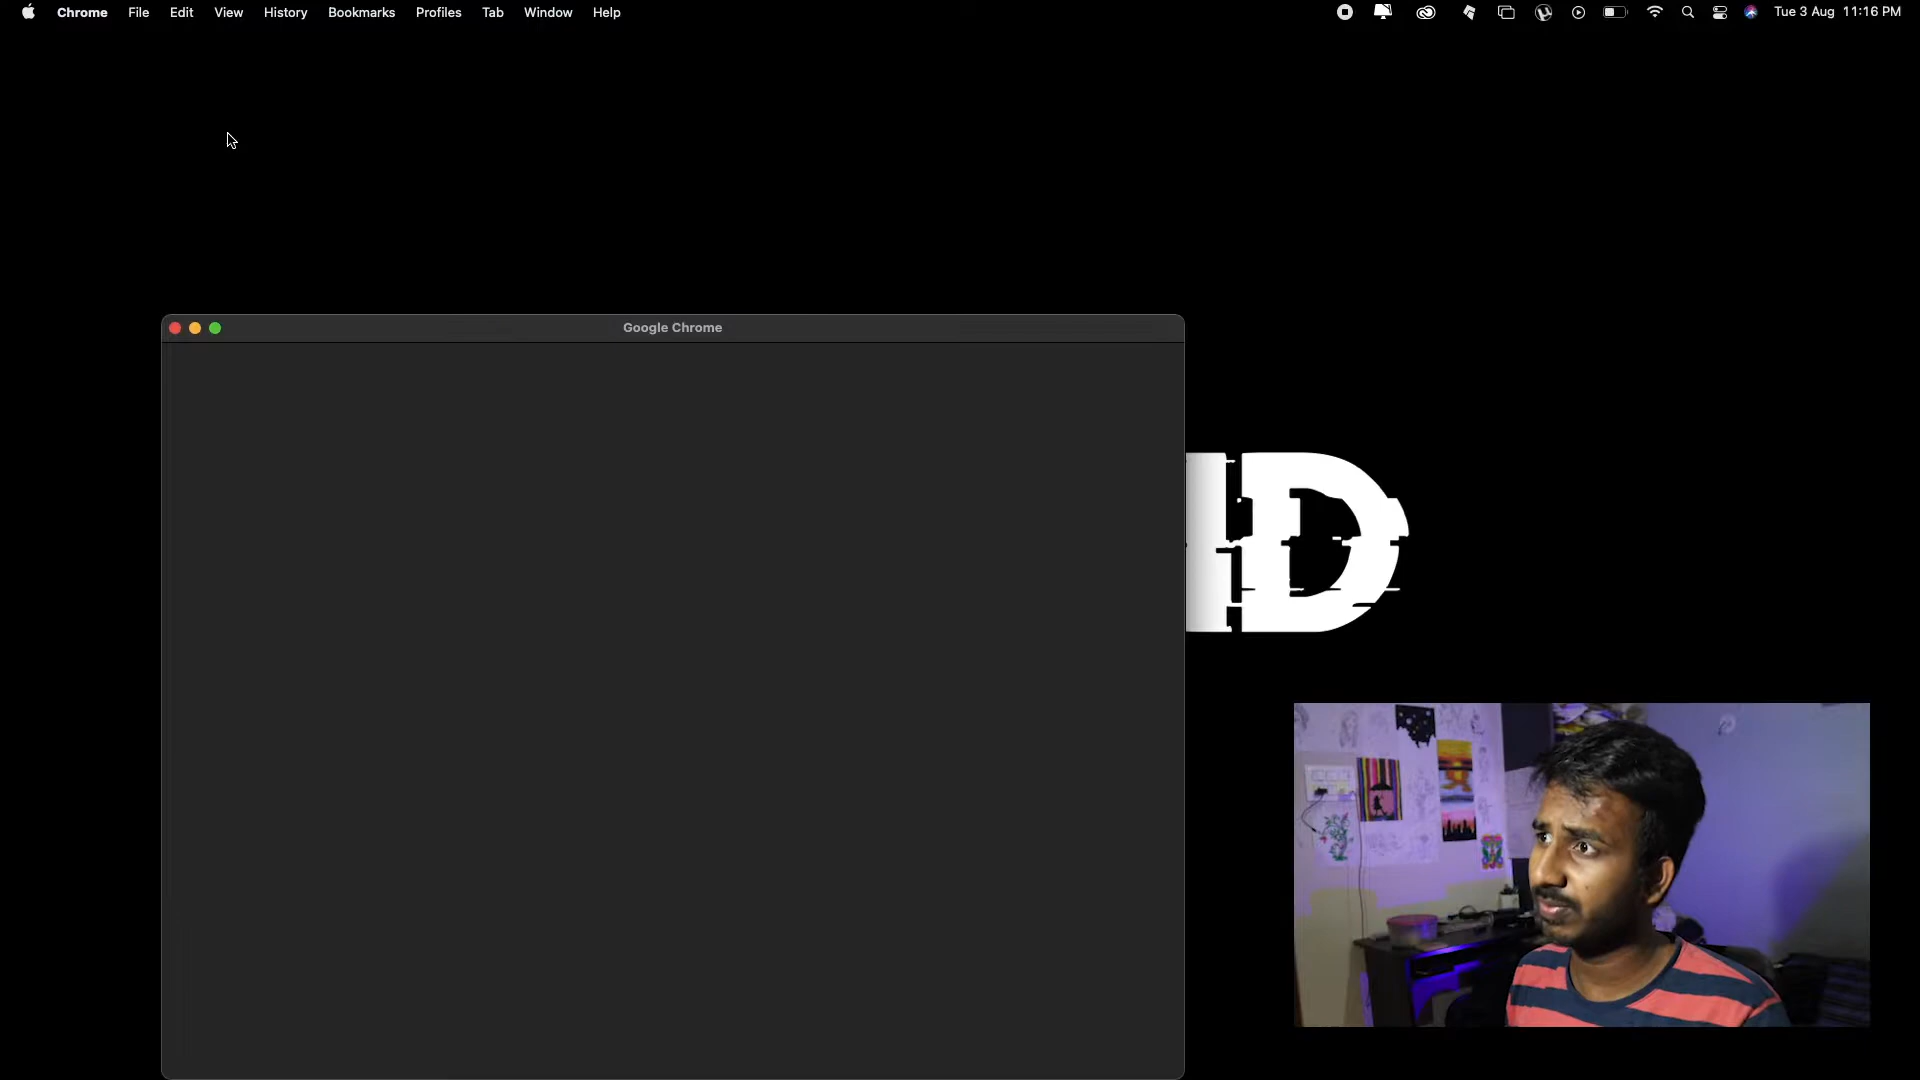 Chrome File Edit View History Bookmarks Profiles Tab Window Help Tue 3 Aug 11:16 PM
Google Chrome
D